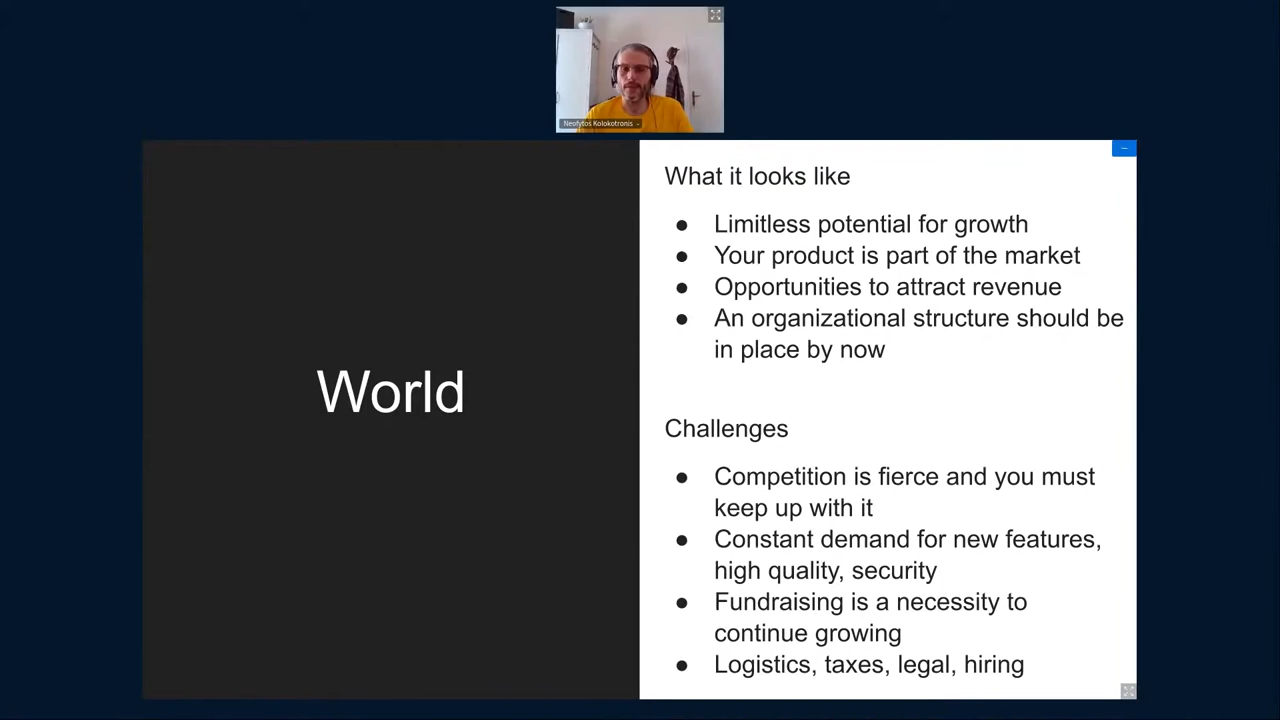 Neofytos Kolokotronis
World
What it looks like
● Limitless potential for growth
● Your product is part of the market
● Opportunities to attract revenue
● An organizational structure should be
in place by now
Challenges
● Competition is fierce and you must
keep up with it
● Constant demand for new features,
high quality, security
● Fundraising is a necessity to
continue growing
● Logistics, taxes, legal, hiring